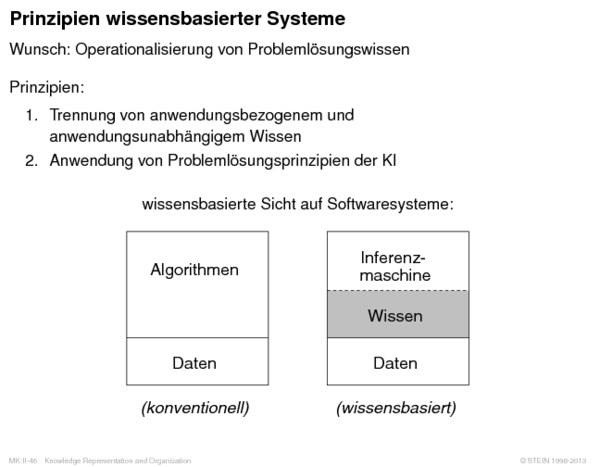 Prinzipien wissensbasierter Systeme
Wunsch: Operationalisierung von Problemlösungswissen
Prinzipien:
1. Trennung von anwendungsbezogenem und
anwendungsunabhängigem Wissen
2. Anwendung von Problemlösungsprinzipien der KI
wissensbasierte Sicht auf Softwaresysteme:
Algorithmen
Daten
(konventionell)
Inferenz-
maschine
Wissen
Daten
(wissensbasiert)
MK:II-46 Knowledge Representation and Organization
© STEIN 1998-2013